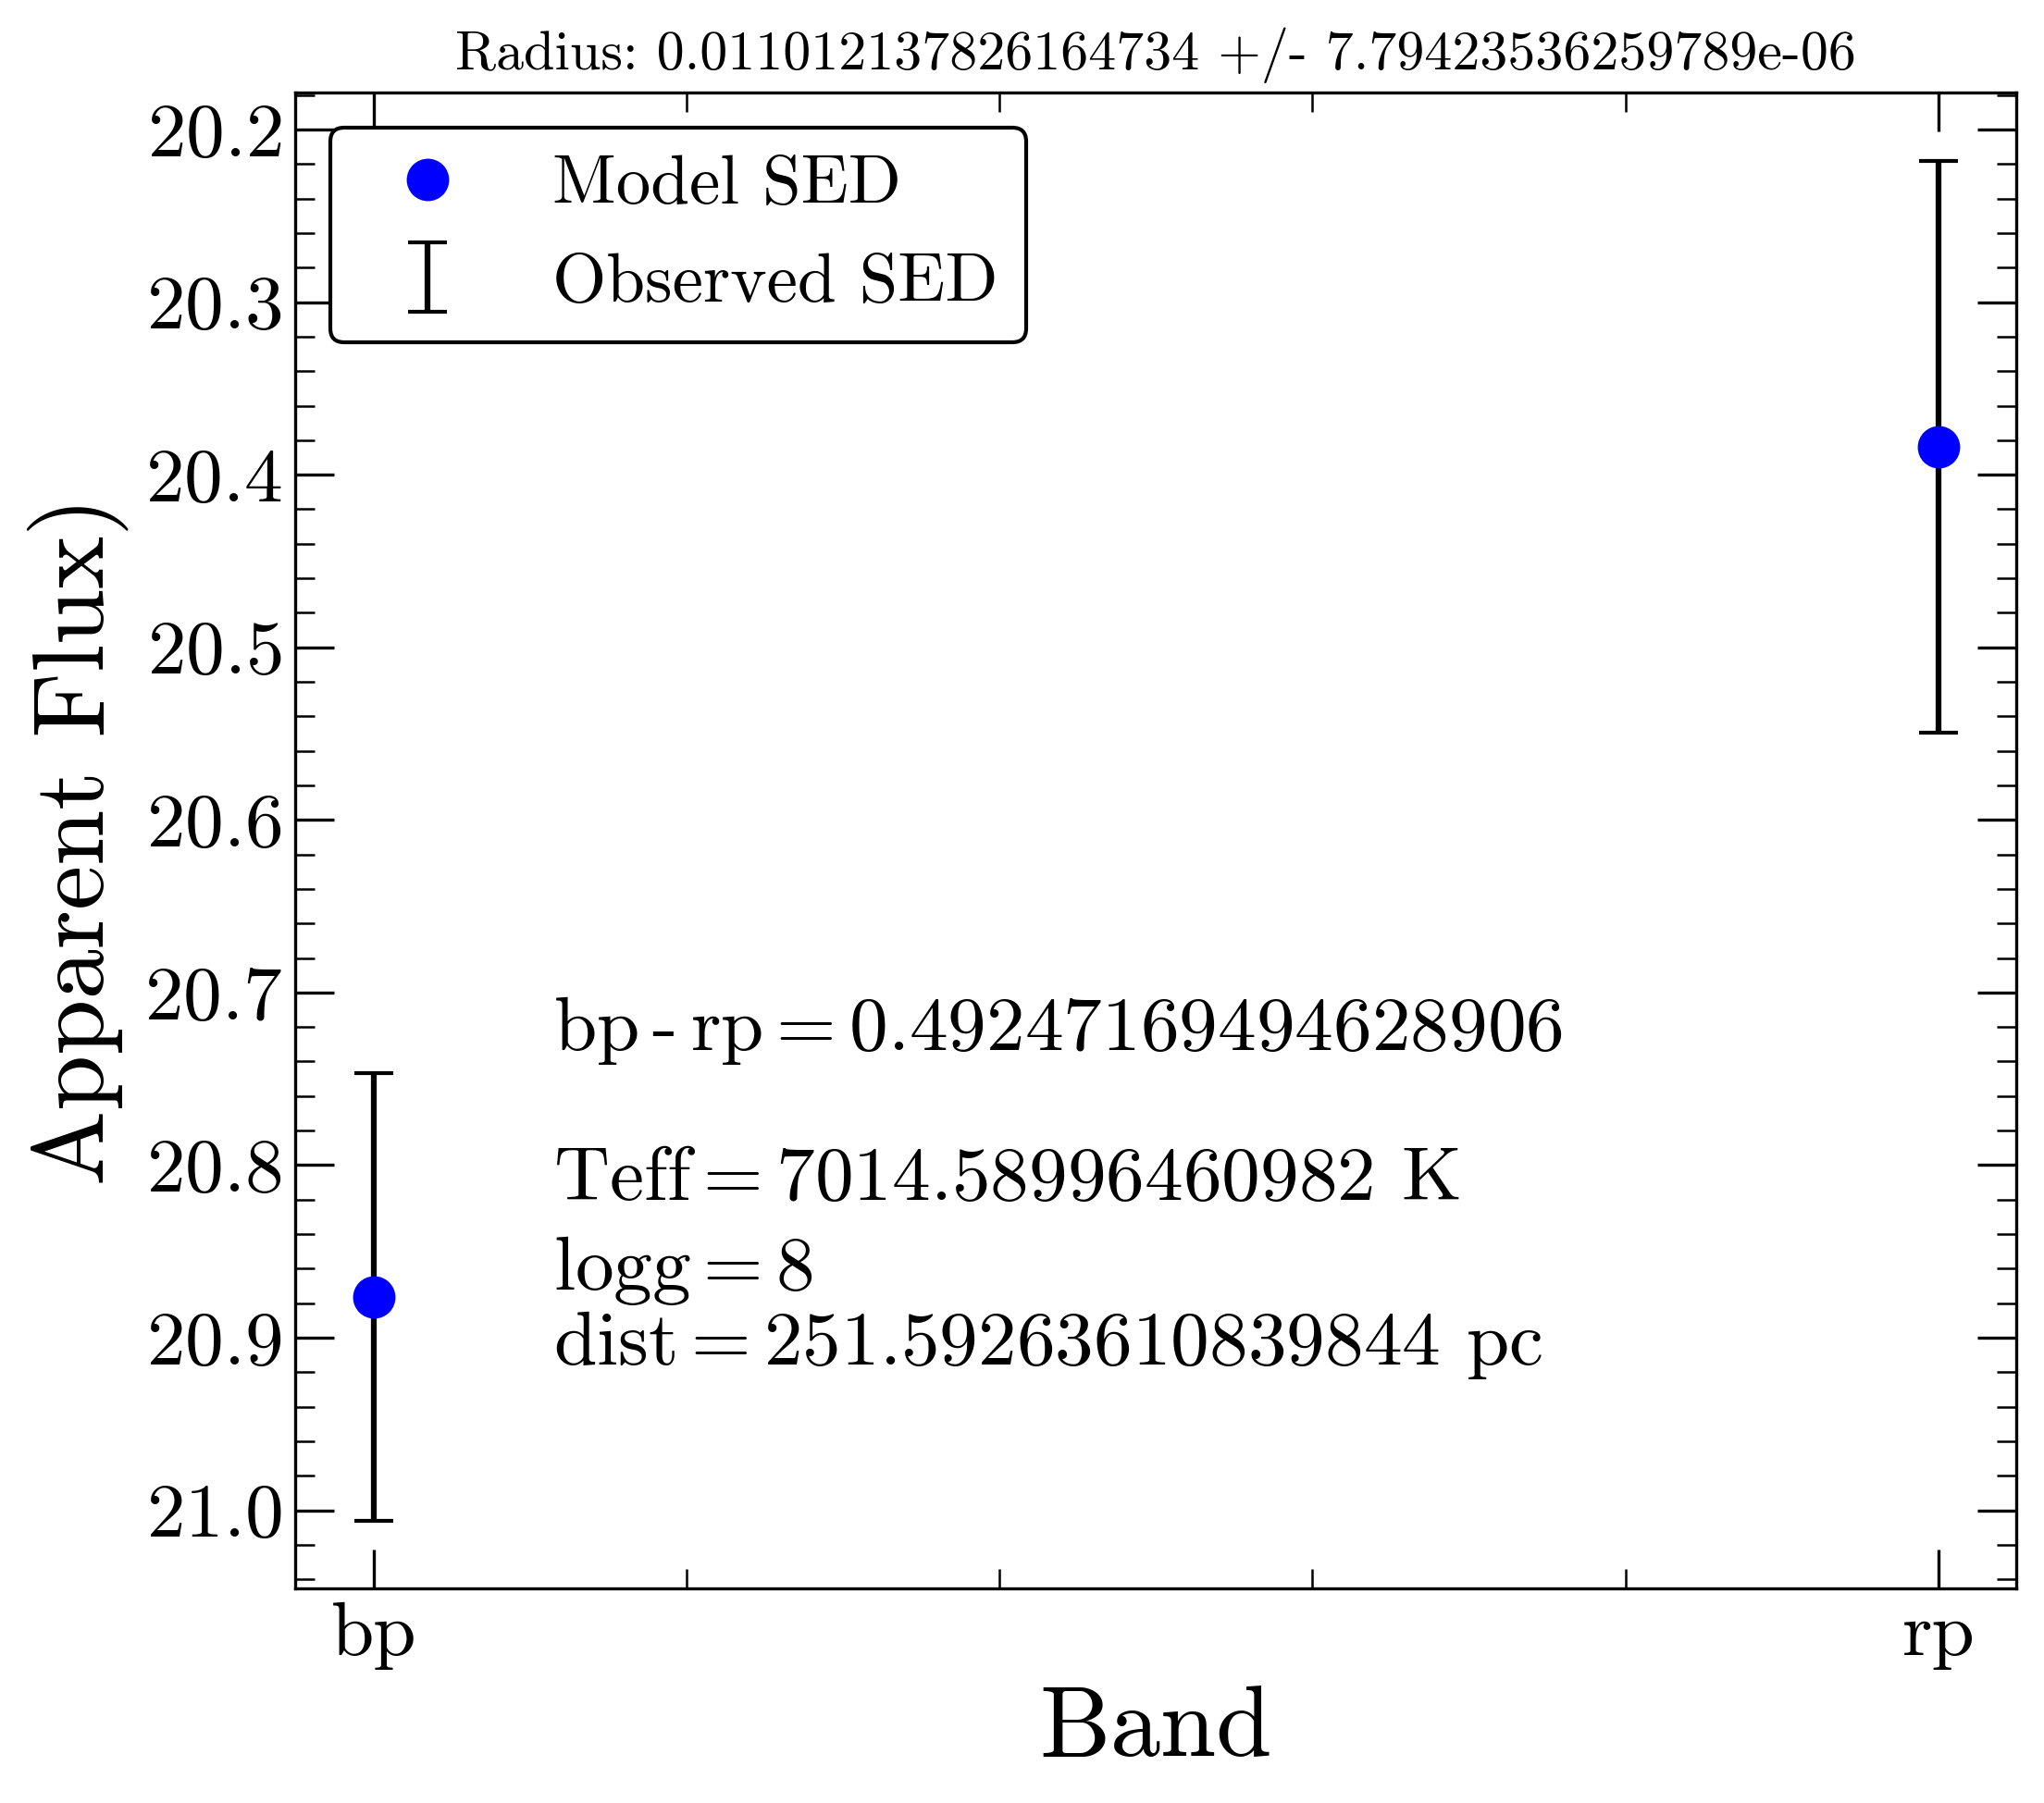 Radius: 0.011012137826164734 +/- 7.79423536259789e-06
20.2
20.3
20.4
20.5
20.6
20.7
20.8
20.9
21.0
Apparent Flux)
Model SED
Observed SED
bp - rp = 0.49247169494628906
Teff = 7014.58996460982 K
logg = 8
dist = 251.59263610839844 pc
bp
rp
Band